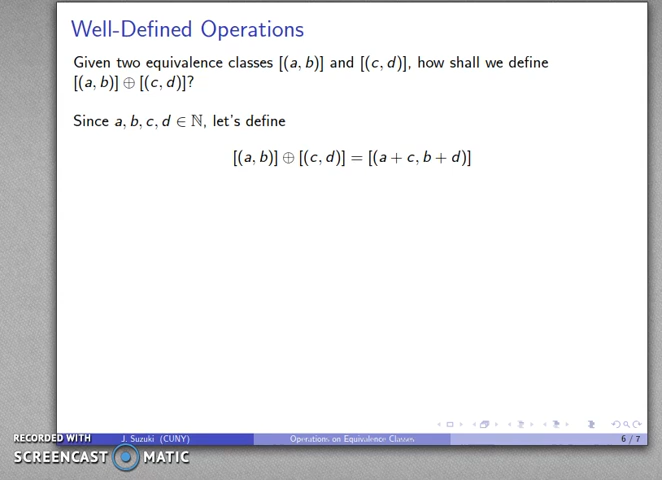 Well-Defined Operations
Given two equivalence classes [(a, b)] and [(c, d)], how shall we define
[(a, b)] ⊕ [(c, d)]?
Since a, b, c, d ∈ ℕ, let's define
[(a, b)] ⊕ [(c, d)] = [(a + c, b + d)]
RECORDED WITH
J. Suzuki (CUNY)
Operations on Equivalence Classes
6 / 7
SCREENCAST MATIC